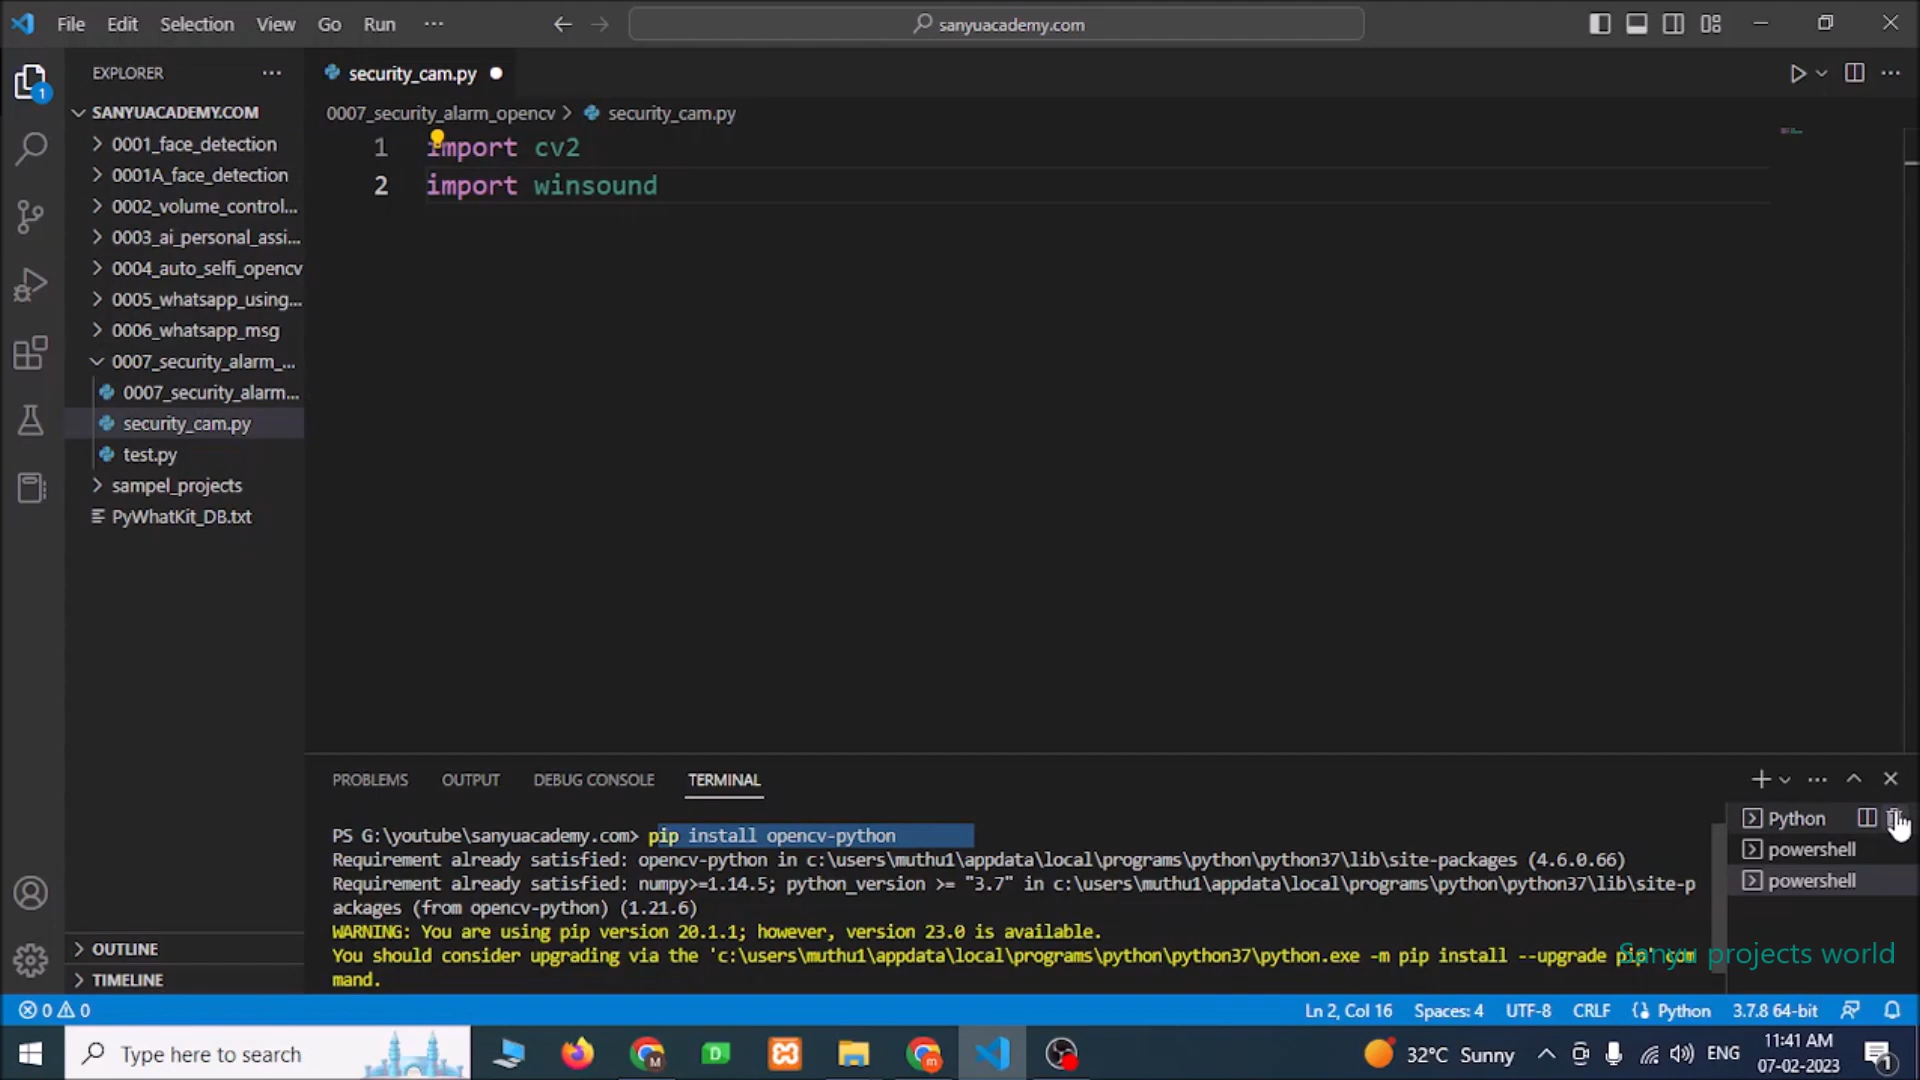 File Edit Selection View Go Run ··· sanyuacademy.com
EXPLORER ···
1
SANYUACADEMY.COM
0001_face_detection
0001A_face_detection
0002_volume_control...
0003_ai_personal_assi...
0004_auto_selfi_opencv
0005_whatsapp_using...
0006_whatsapp_msg
0007_security_alarm_...
0007_security_alarm...
security_cam.py
test.py
sampel_projects
PyWhatKit_DB.txt
OUTLINE
TIMELINE
security_cam.py
0007_security_alarm_opencv > security_cam.py
1 import cv2
2 import winsound
PROBLEMS OUTPUT DEBUG CONSOLE TERMINAL
PS G:\youtube\sanyuacademy.com> pip install opencv-python
Requirement already satisfied: opencv-python in c:\users\muthu1\appdata\local\programs\python\python37\lib\site-packages (4.6.0.66)
Requirement already satisfied: numpy>=1.14.5; python_version >= "3.7" in c:\users\muthu1\appdata\local\programs\python\python37\lib\site-p
ackages (from opencv-python) (1.21.6)
WARNING: You are using pip version 20.1.1; however, version 23.0 is available.
You should consider upgrading via the 'c:\users\muthu1\appdata\local\programs\python\python37\python.exe -m pip install --upgrade pip' com
mand.
Python
powershell
powershell
Sanyu projects world
0 0 Ln 2, Col 16 Spaces: 4 UTF-8 CRLF Python 3.7.8 64-bit
Type here to search
32°C Sunny ENG 11:41 AM
07-02-2023
1